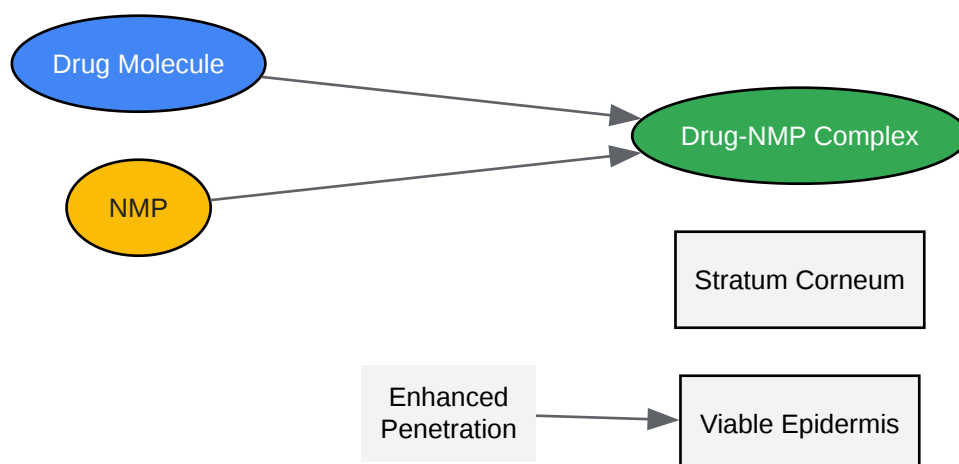 Drug Molecule
Drug-NMP Complex
NMP
Stratum Corneum
Enhanced
Penetration
Viable Epidermis